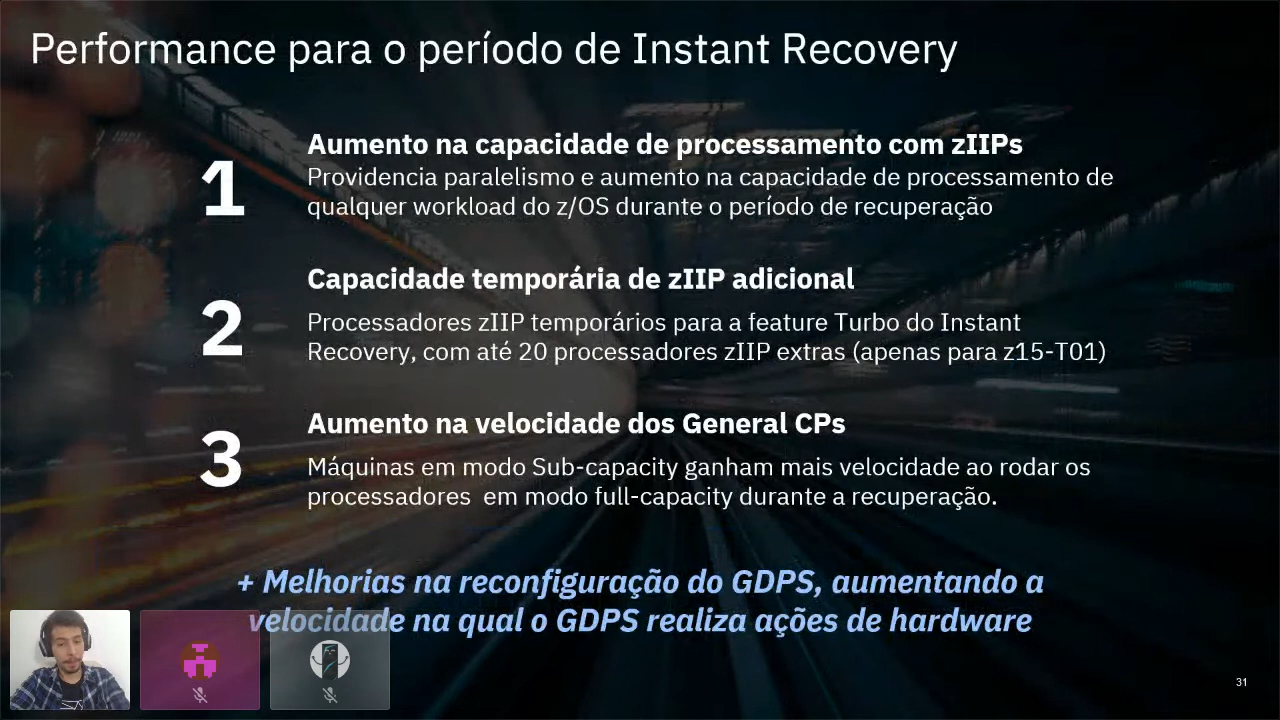 Performance para o período de Instant Recovery
1
Aumento na capacidade de processamento com zIIPs
Providencia paralelismo e aumento na capacidade de processamento de
qualquer workload do z/OS durante o período de recuperação
2
Capacidade temporária de zIIP adicional
Processadores zIIP temporários para a feature Turbo do Instant
Recovery, com até 20 processadores zIIP extras (apenas para z15-T01)
3
Aumento na velocidade dos General CPs
Máquinas em modo Sub-capacity ganham mais velocidade ao rodar os
processadores  em modo full-capacity durante a recuperação.
+ Melhorias na reconfiguração do GDPS, aumentando a
velocidade na qual o GDPS realiza ações de hardware
31